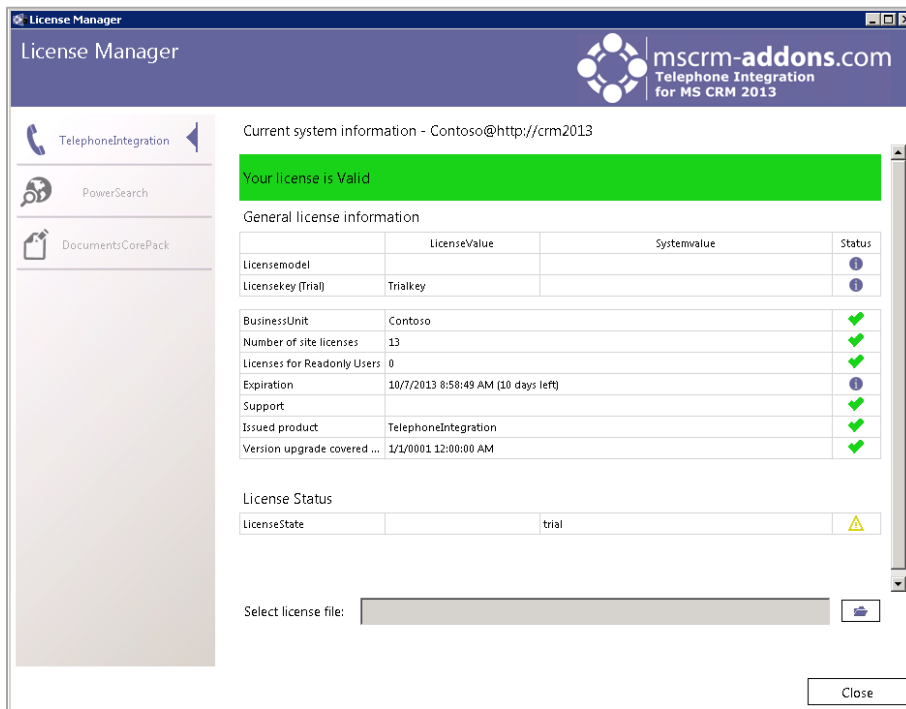 License Manager
License Manager
mscrm-addons.com
Telephone Integration
for MS CRM 2013
TelephoneIntegration
PowerSearch
DocumentsCorePack
Current system information - Contoso@http://crm2013
Your license is Valid
General license information
LicenseValue Systemvalue Status
Licensemodel
Licensekey (Trial) Trialkey
BusinessUnit Contoso
Number of site licenses 13
Licenses for Readonly Users 0
Expiration 10/7/2013 8:58:49 AM (10 days left)
Support
Issued product TelephoneIntegration
Version upgrade covered ... 1/1/0001 12:00:00 AM
License Status
LicenseState trial
Select license file:
Close